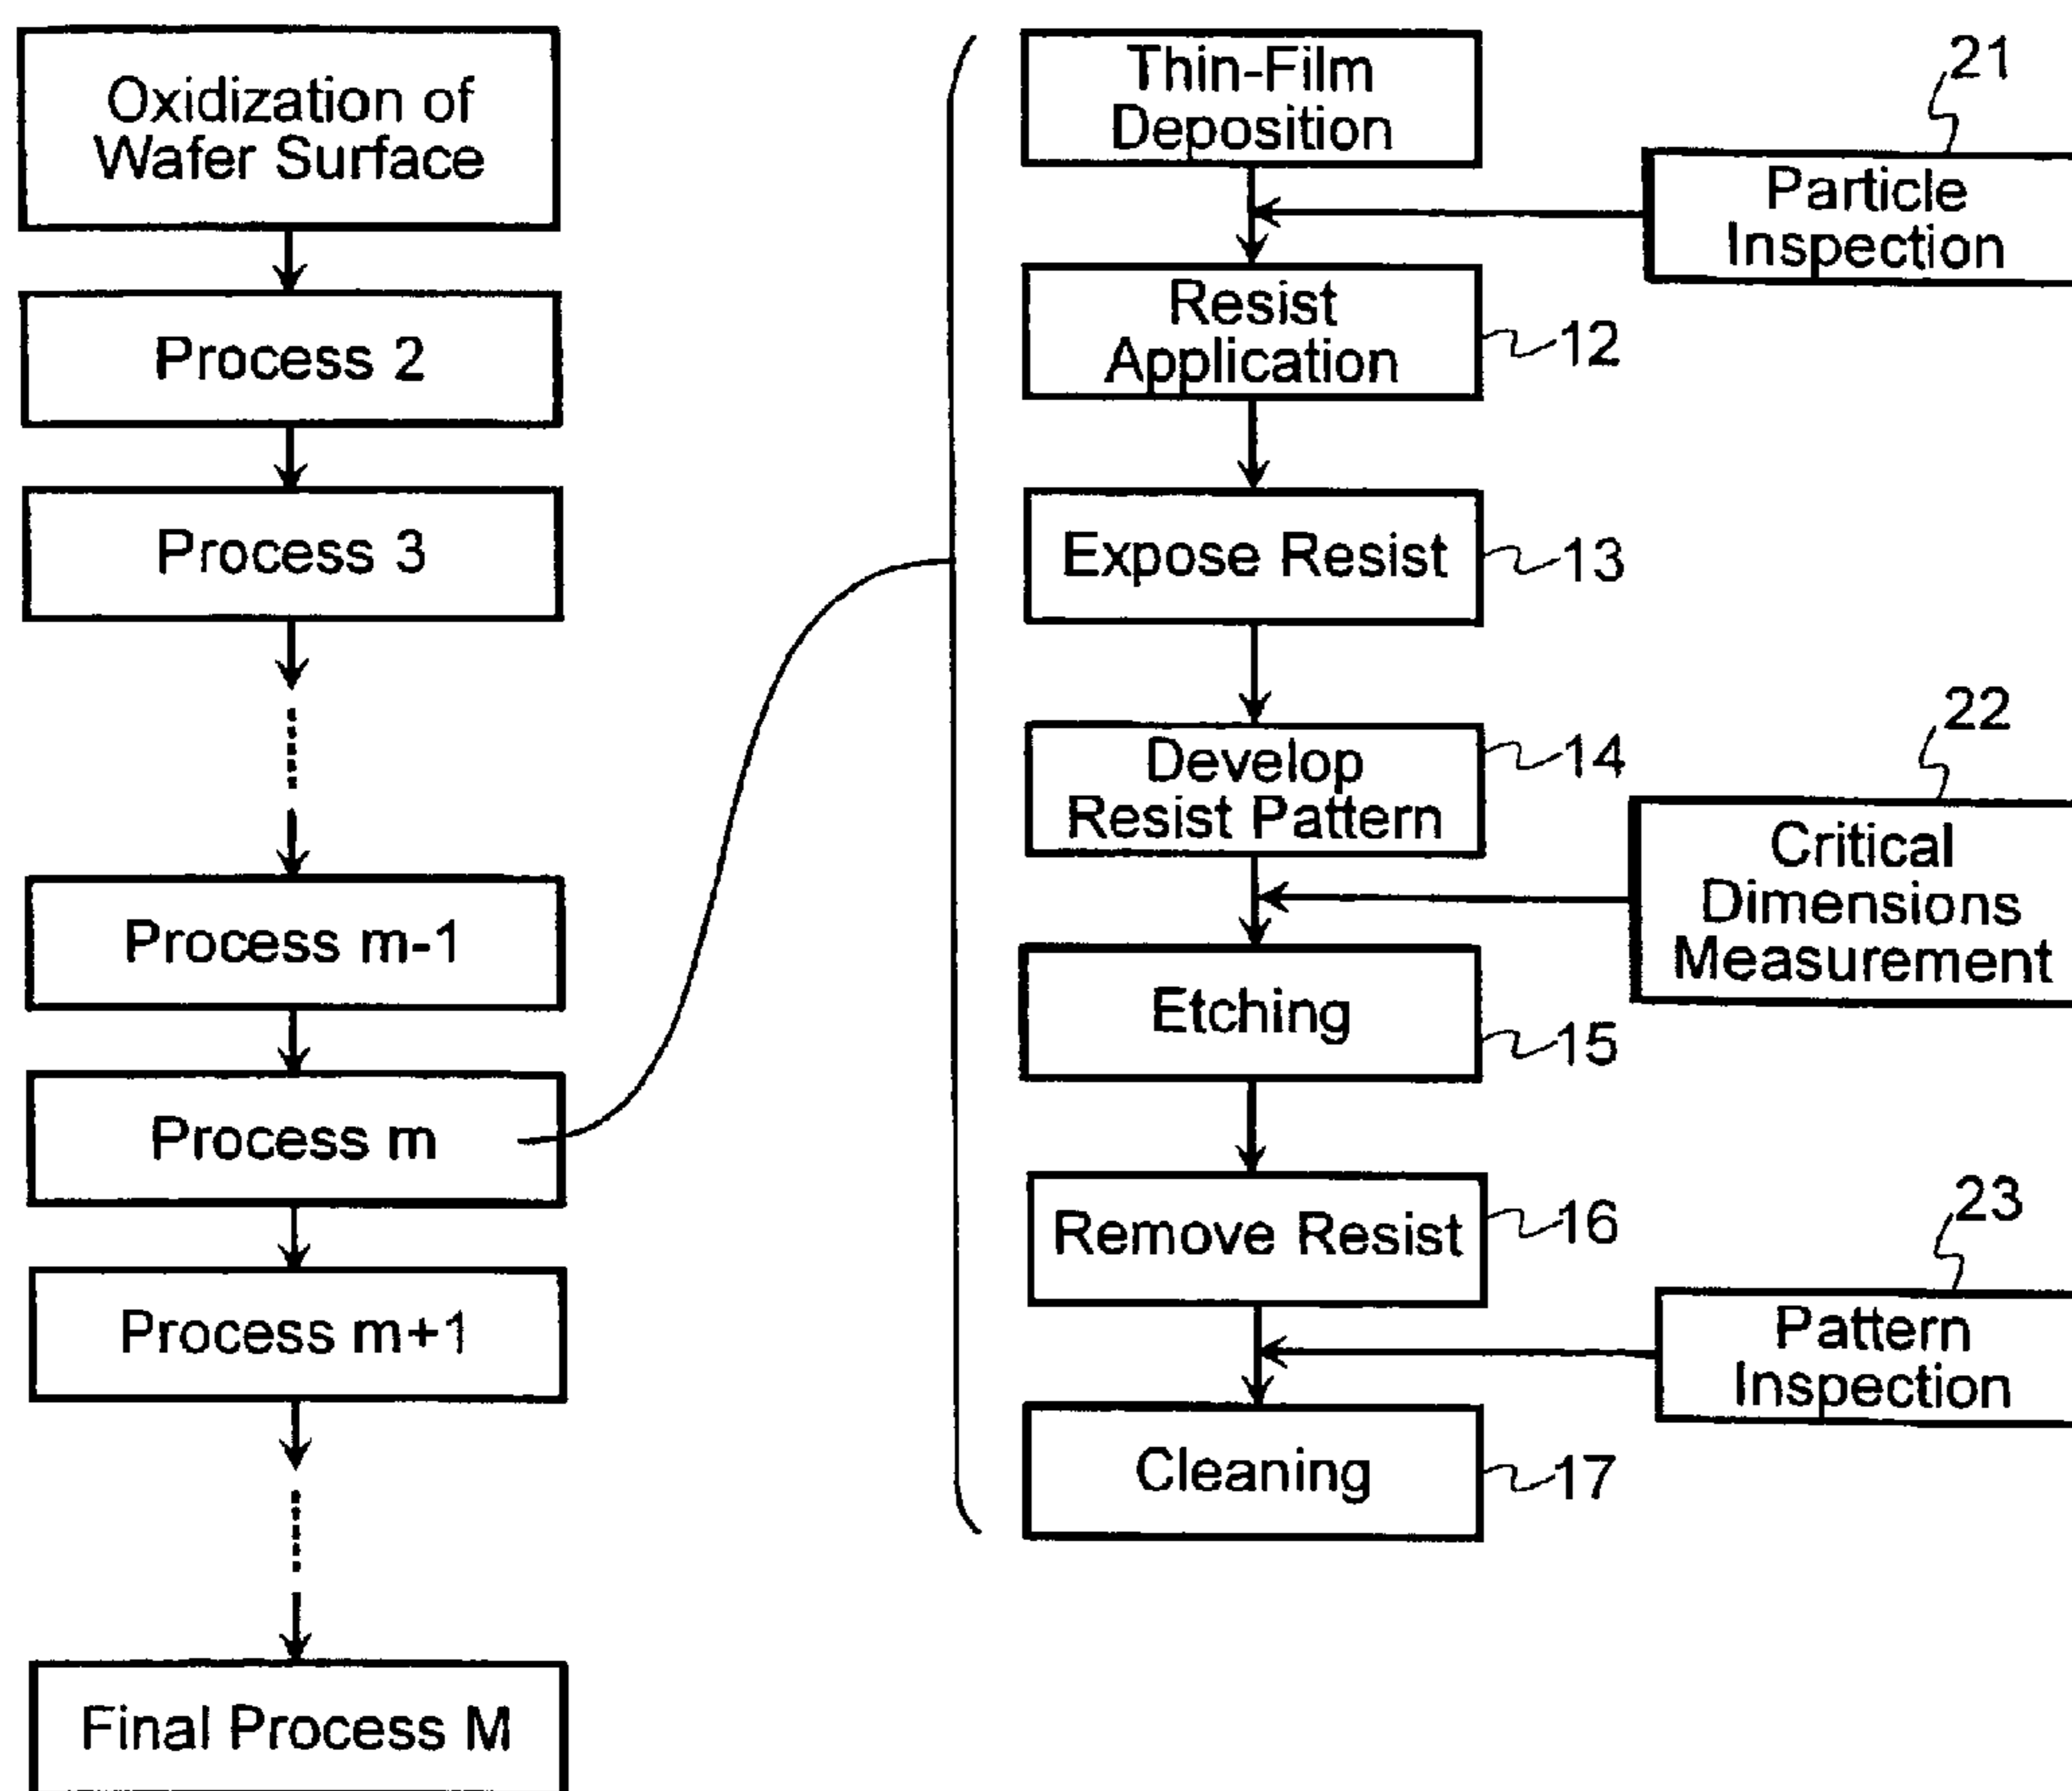 Oxidization of
Wafer Surface
Process 2
Process 3
Process m-1
Process m
Process m+1
Final Process M
Thin-Film
Deposition
Resist
Application
12
Expose Resist
13
Develop
Resist Pattern
14
Etching
15
Remove Resist
16
Cleaning
17
21
Particle
Inspection
22
Critical
Dimensions
Measurement
23
Pattern
Inspection